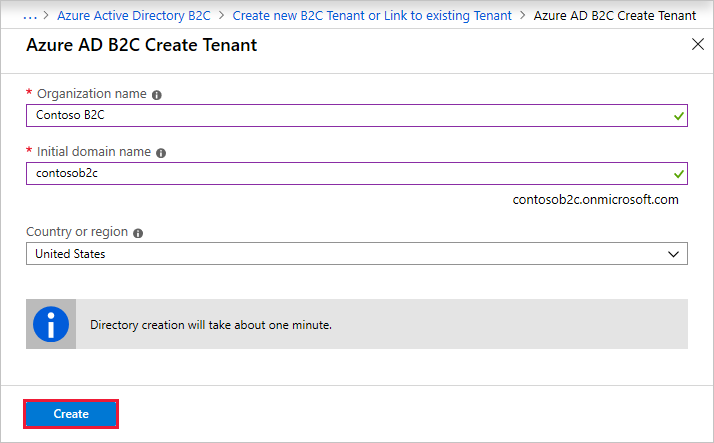 ... > Azure Active Directory B2C > Create new B2C Tenant or Link to existing Tenant > Azure AD B2C Create Tenant
Azure AD B2C Create Tenant
* Organization name
Contoso B2C
* Initial domain name
contosob2c
contosob2c.onmicrosoft.com
Country or region
United States
Directory creation will take about one minute.
Create